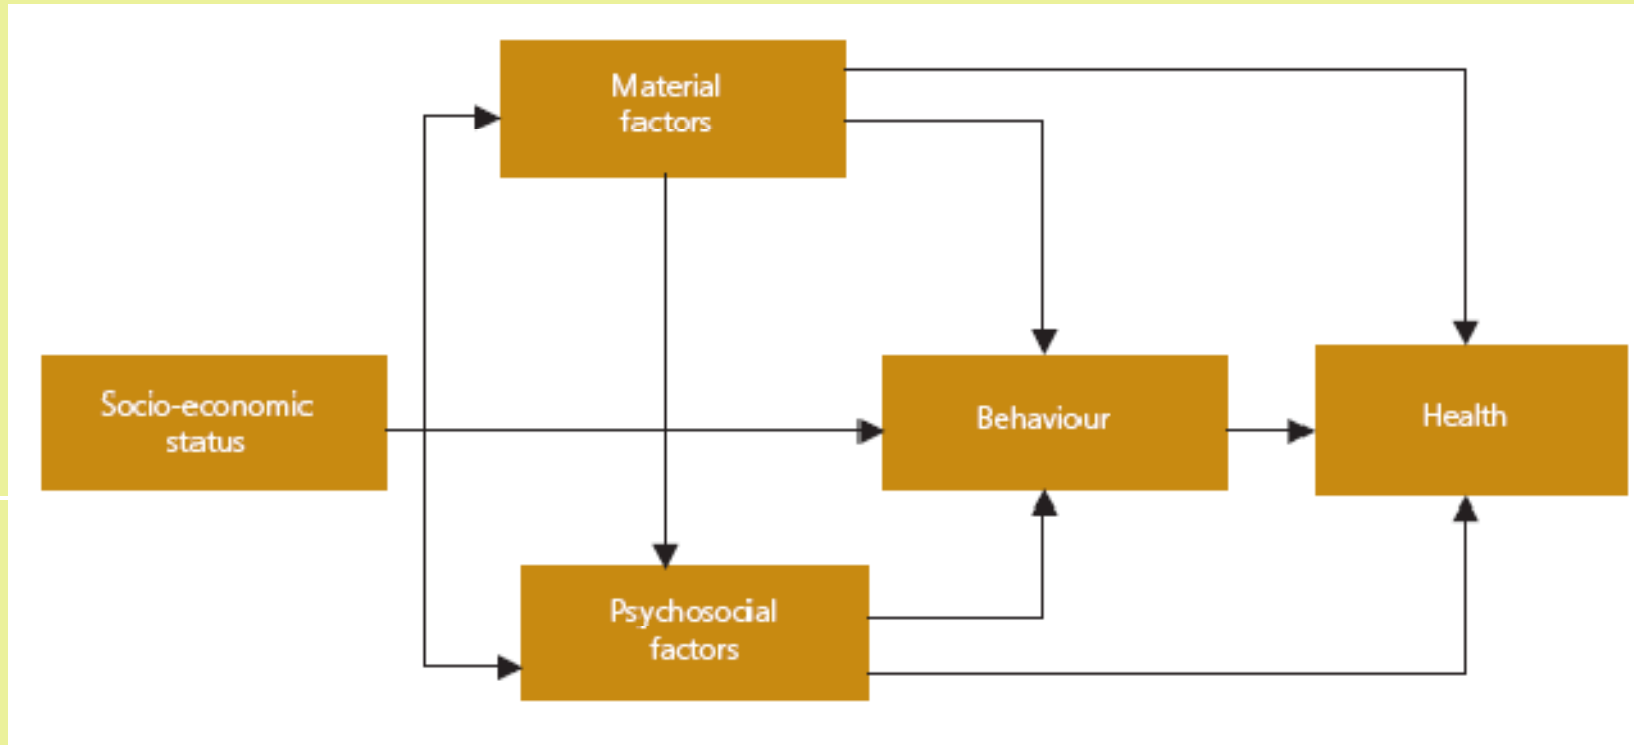 Material
factors
Socio-economic
status
Behaviour
Health
Psychosocial
factors